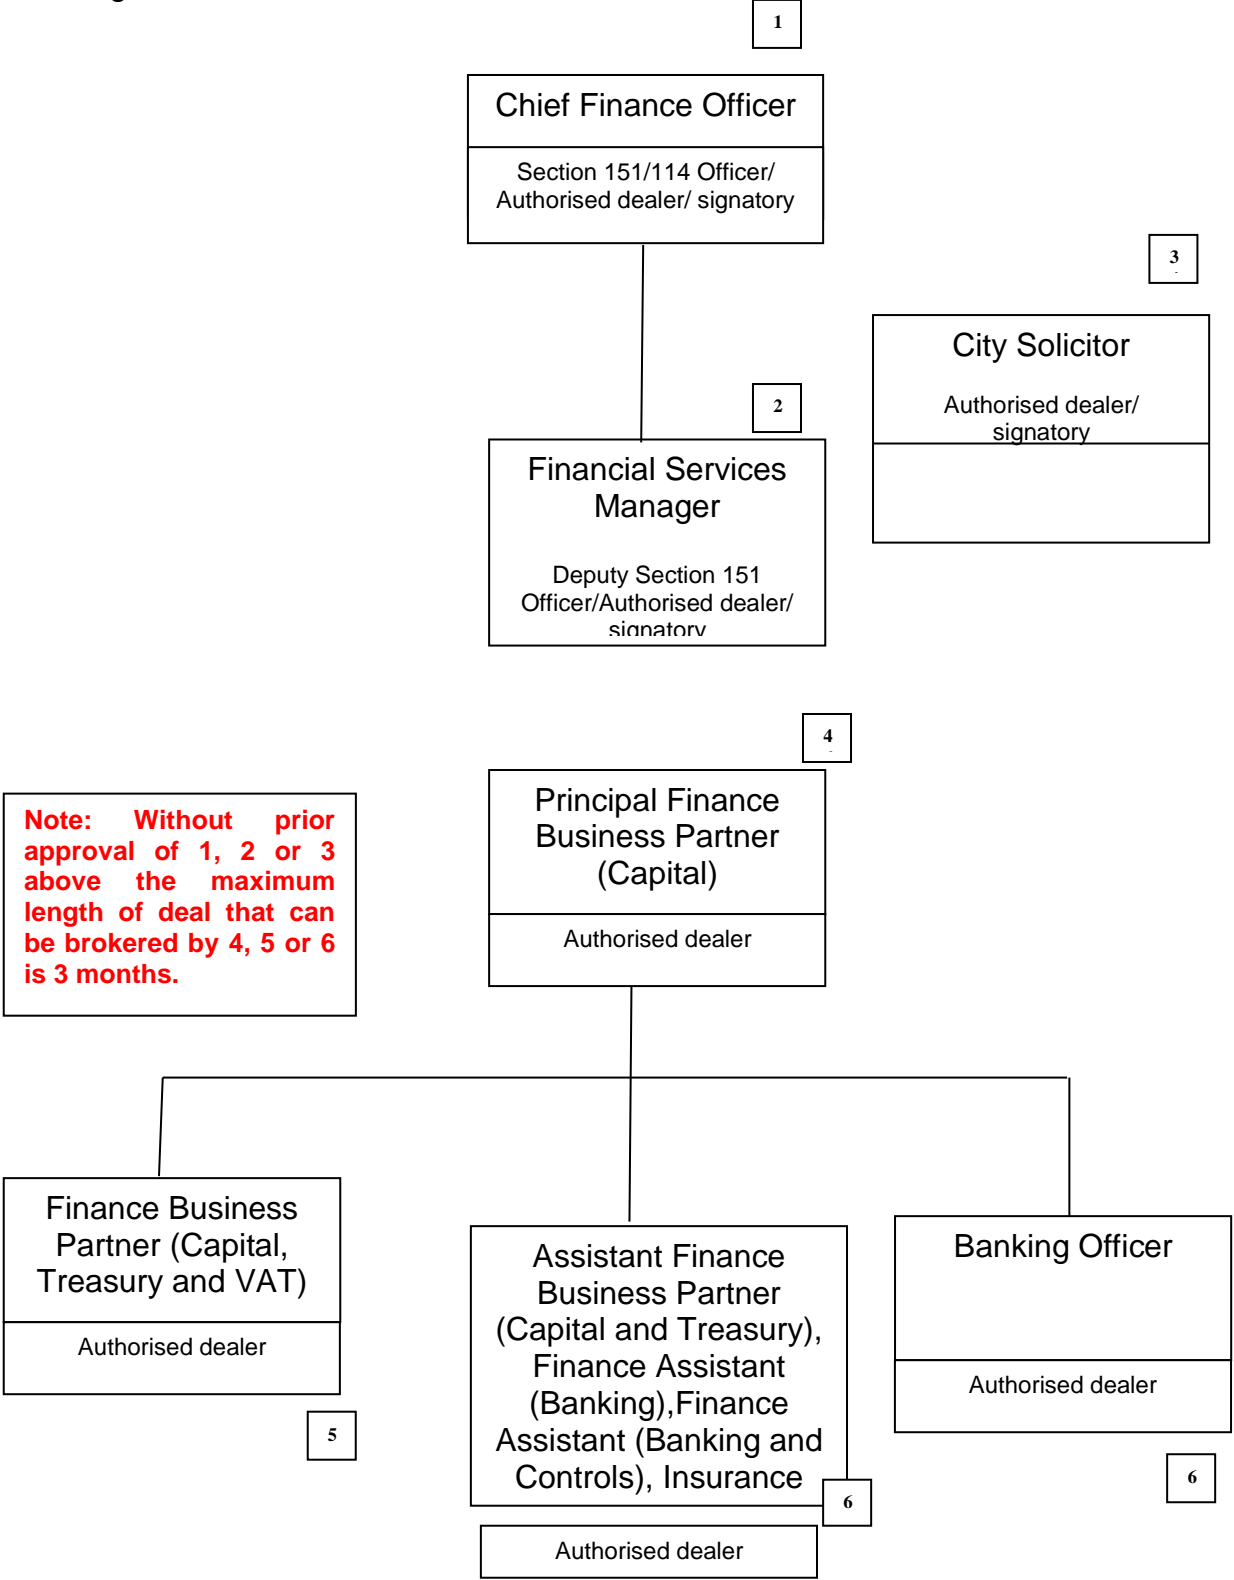 1
Chief Finance Officer
Section 151/114 Officer/
Authorised dealer/ signatory
3
City Solicitor
Authorised dealer/
signatory
2
Financial Services
Manager
Deputy Section 151
Officer/Authorised dealer/
signatory
4
Principal Finance
Business Partner
(Capital)
Authorised dealer
Note: Without prior
approval of 1, 2 or 3
above the maximum
length of deal that can
be brokered by 4, 5 or 6
is 3 months.
Finance Business
Partner (Capital,
Treasury and VAT)
Authorised dealer
5
Assistant Finance
Business Partner
(Capital and Treasury),
Finance Assistant
(Banking),Finance
Assistant (Banking and
Controls), Insurance
6
Authorised dealer
Banking Officer
Authorised dealer
6